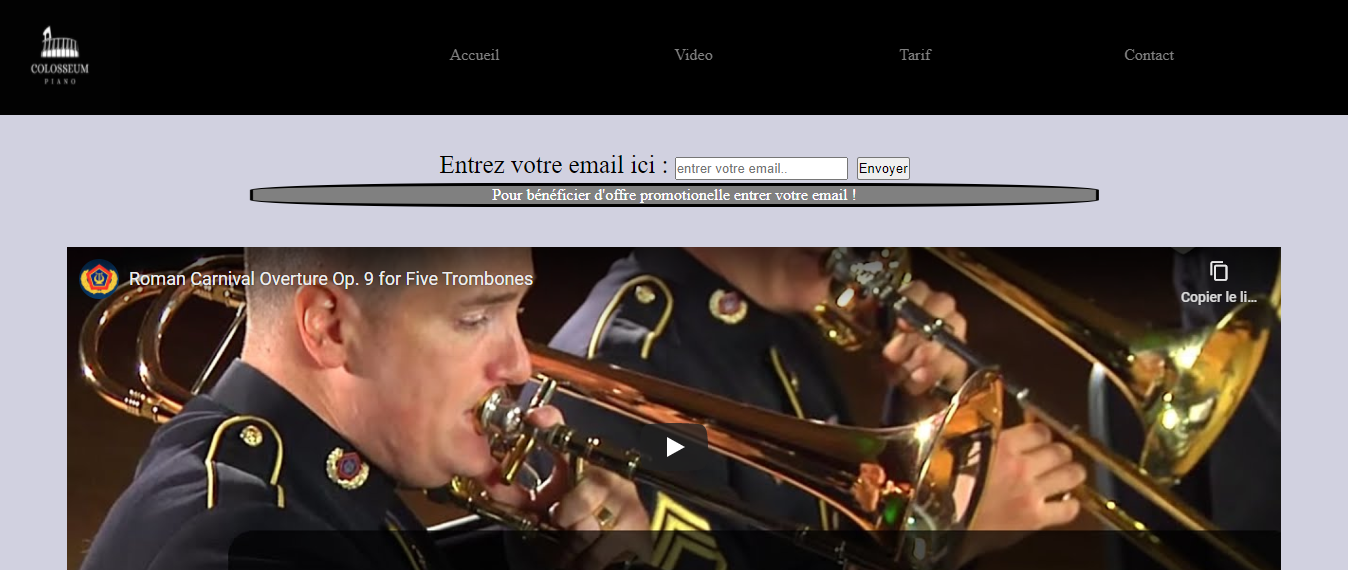 COLOSSEUM
PIANO
Accueil Video Tarif Contact
Entrez votre email ici : entrer votre email.. Envoyer
Pour bénéficier d'offre promotionelle entrer votre email !
Roman Carnival Overture Op. 9 for Five Trombones
Copier le li...